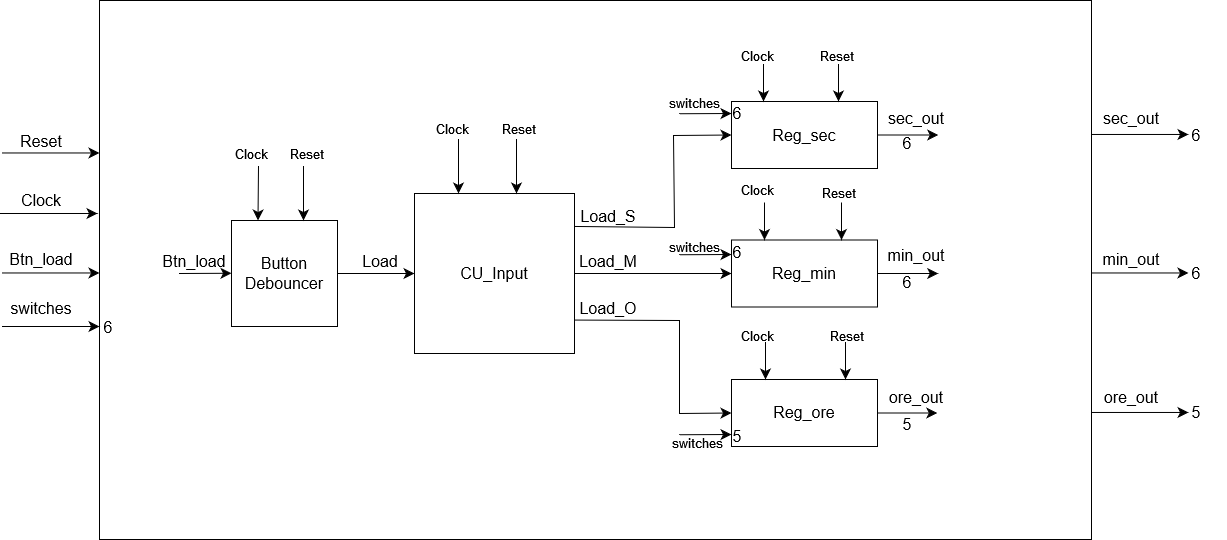 Reset
Clock
Btn_load
switches
6
Clock
Reset
Btn_load
Button
Debouncer
Load
Clock
Reset
CU_Input
Load_S
Load_M
Load_O
Clock
Reset
switches
6
Reg_sec
sec_out
6
Clock
Reset
switches
6
Reg_min
min_out
6
Clock
Reset
Reg_ore
switches
5
ore_out
5
sec_out
6
min_out
6
ore_out
5